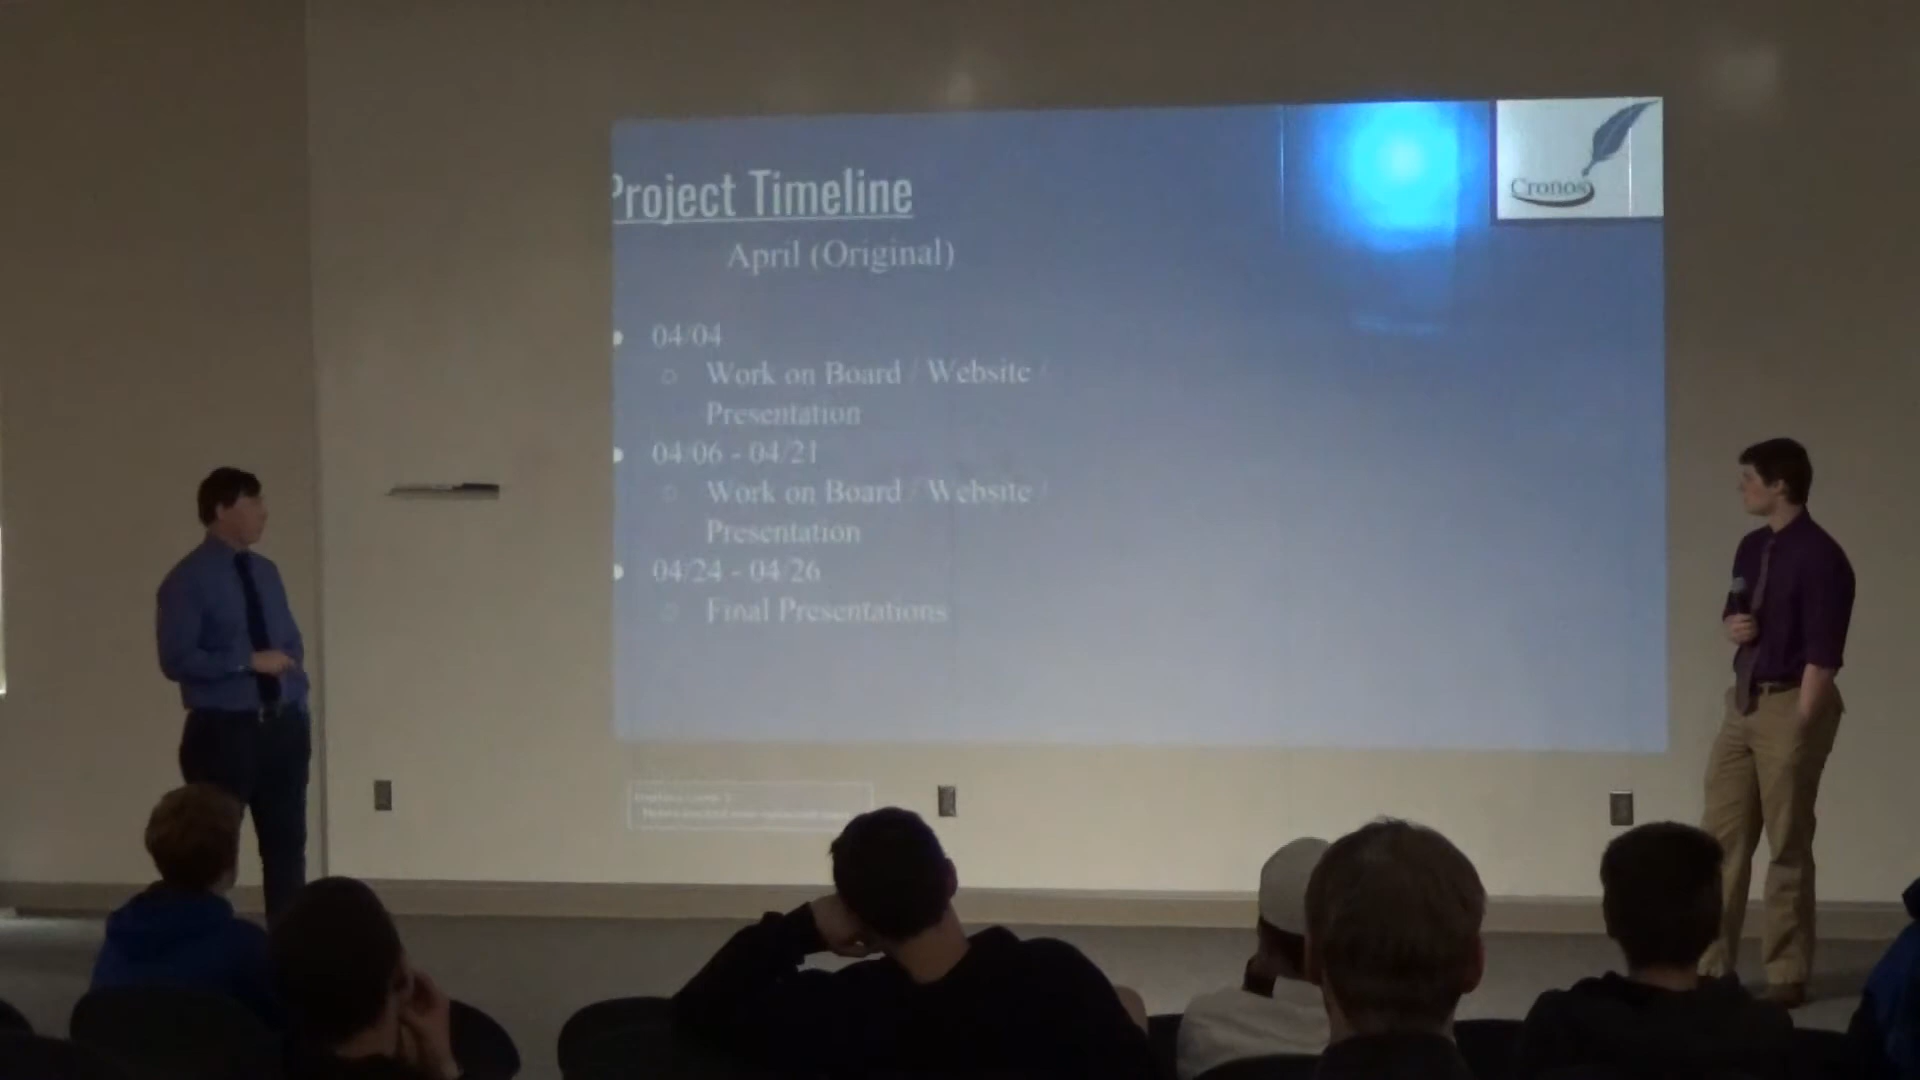 Project Timeline
Cronos
April (Original)
04/04
Work on Board / Website /
Presentation
04/06 - 04/21
Work on Board / Website /
Presentation
04/24 - 04/26
Final Presentations